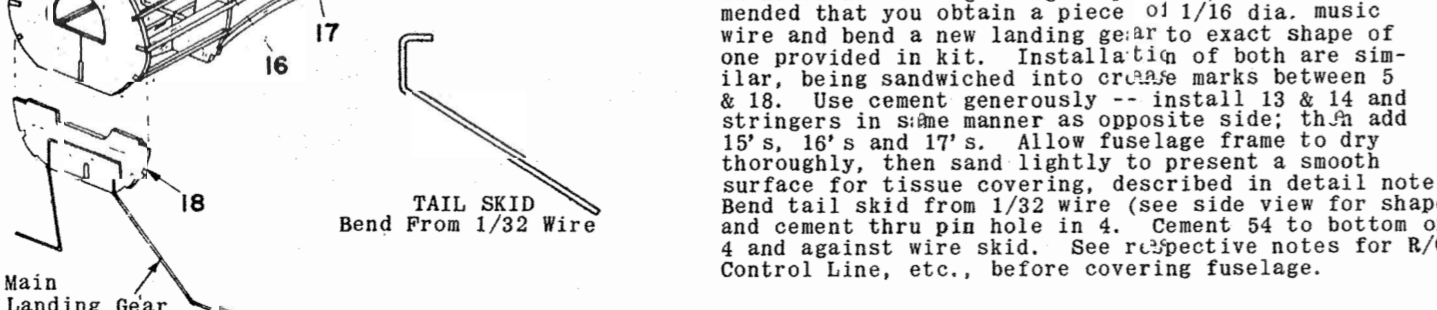 17
16
18
TAIL SKID
Bend From 1/32 Wire
Main
Landing Gear
mended that you obtain a piece of 1/16 dia. music
wire and bend a new landing gear to exact shape of
one provided in kit. Installation of both are sim-
ilar, being sandwiched into crease marks between 5
& 18. Use cement generously -- install 13 & 14 and
stringers in same manner as opposite side; then add
15's, 16's and 17's. Allow fuselage frame to dry
thoroughly, then sand lightly to present a smooth
surface for tissue covering, described in detail note
Bend tail skid from 1/32 wire (see side view for shape
and cement thru pin hole in 4. Cement 54 to bottom
4 and against wire skid. See respective notes for
Control Line, etc., before covering fuselage.